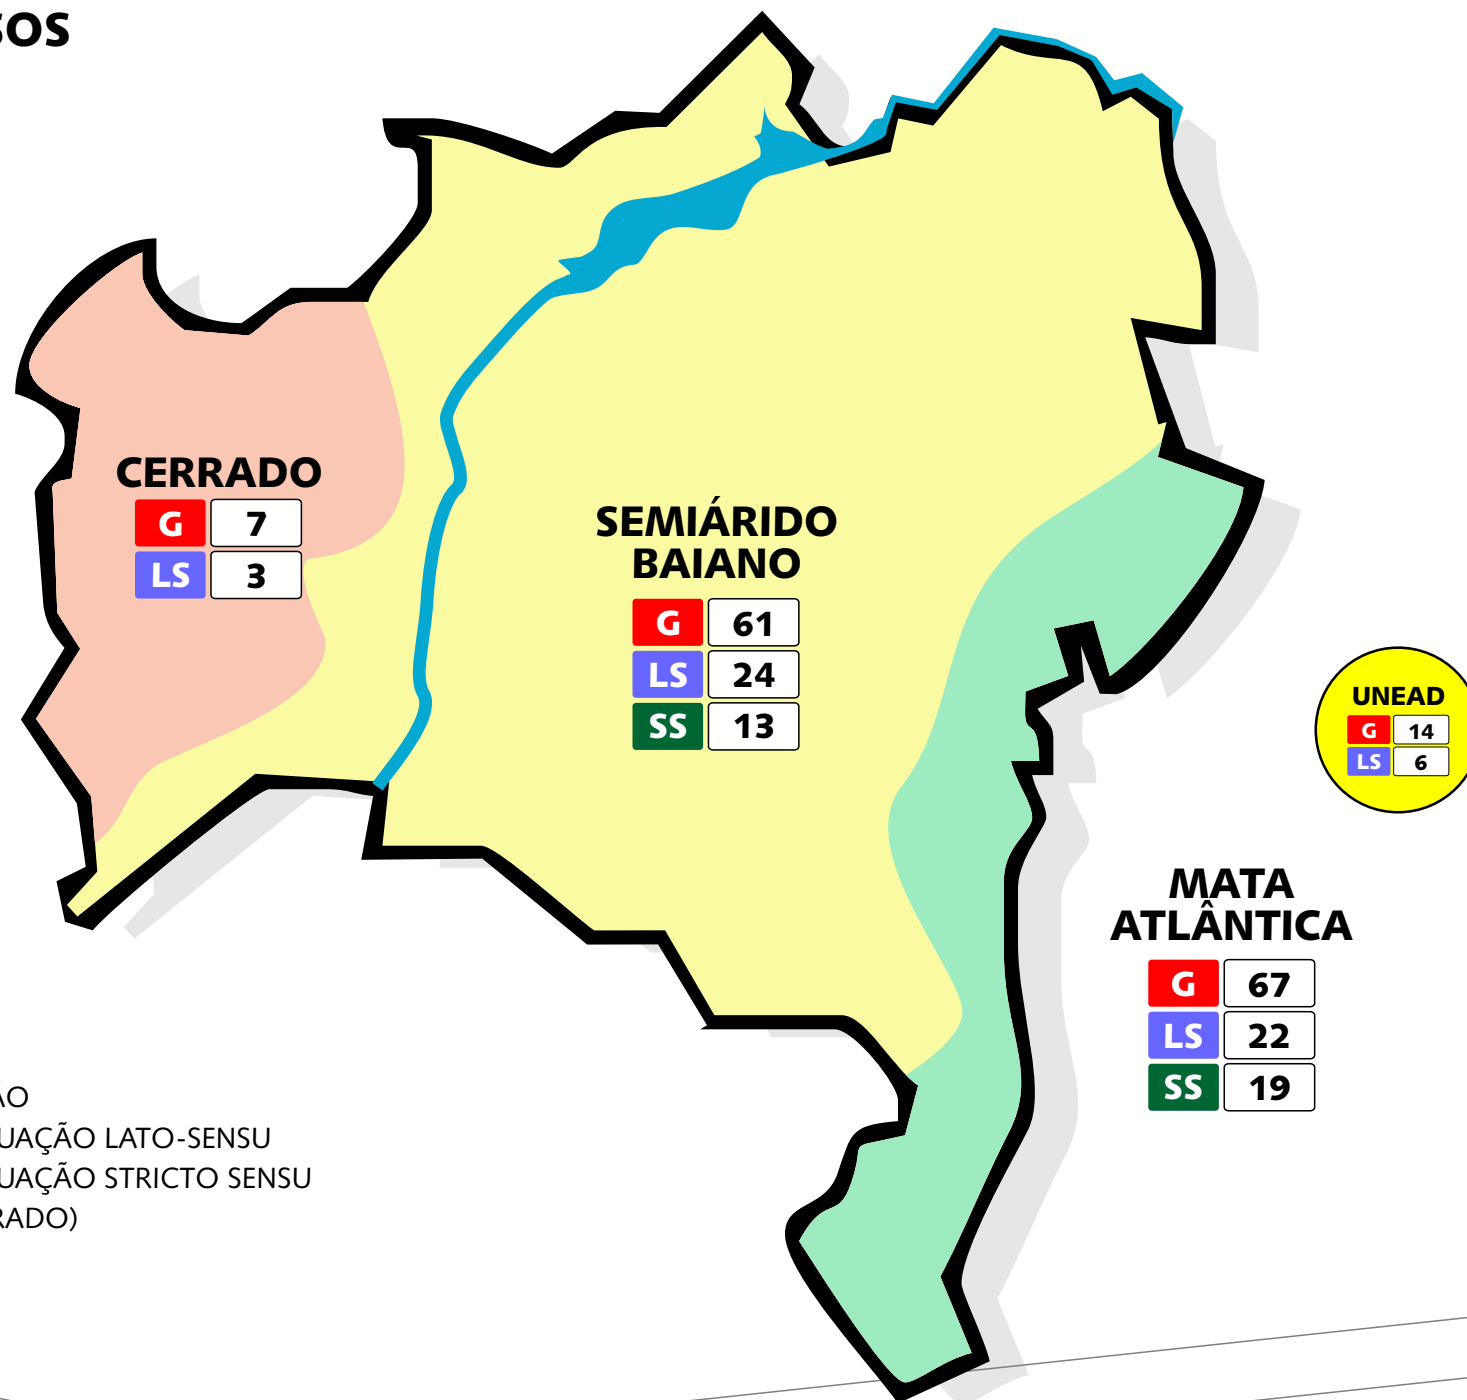 SOS
CERRADO
G 7
LS 3
SEMIÁRIDO
BAIANO
G 61
LS 24
SS 13
UNEAD
G 14
LS 6
MATA
ATLÂNTICA
G 67
LS 22
SS 19
ÃO
UAÇÃO LATO-SENSU
UAÇÃO STRICTO SENSU
RADO)